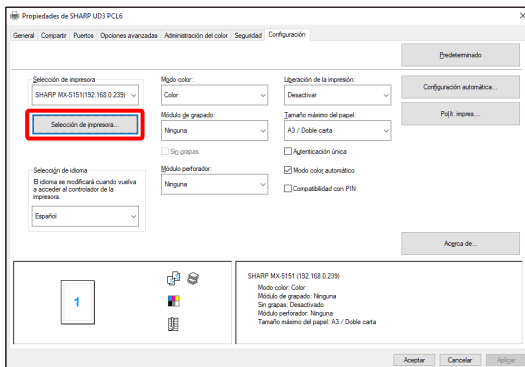 Propiedades de SHARP UD3 PCL6
General Compartir Puertos Opciones avanzadas Administración del color Seguridad Configuración
Predeterminado
Selección de impresora
SHARP MX-5151(192.168.0.239)
Selección de impresora...
Modo color:
Color
Liberación de la impresión:
Desactivar
Configuración automática...
Módulo de grapado:
Ninguna
Tamaño máximo del papel:
A3 / Doble carta
Polít. impres....
Sin grapas
Autenticación única
Selección de idioma
El idioma se modificará cuando vuelva
a acceder al controlador de la
impresora.
Español
Módulo perforador:
Ninguna
Modo color automático
Compatibilidad con PIN
Acerca de...
1
SHARP MX-5151 (192.168.0.239)
Modo color: Color
Módulo de grapado: Ninguna
Sin grapas: Desactivado
Módulo perforador: Ninguna
Tamaño máximo del papel: A3 / Doble carta
Aceptar Cancelar Aplicar